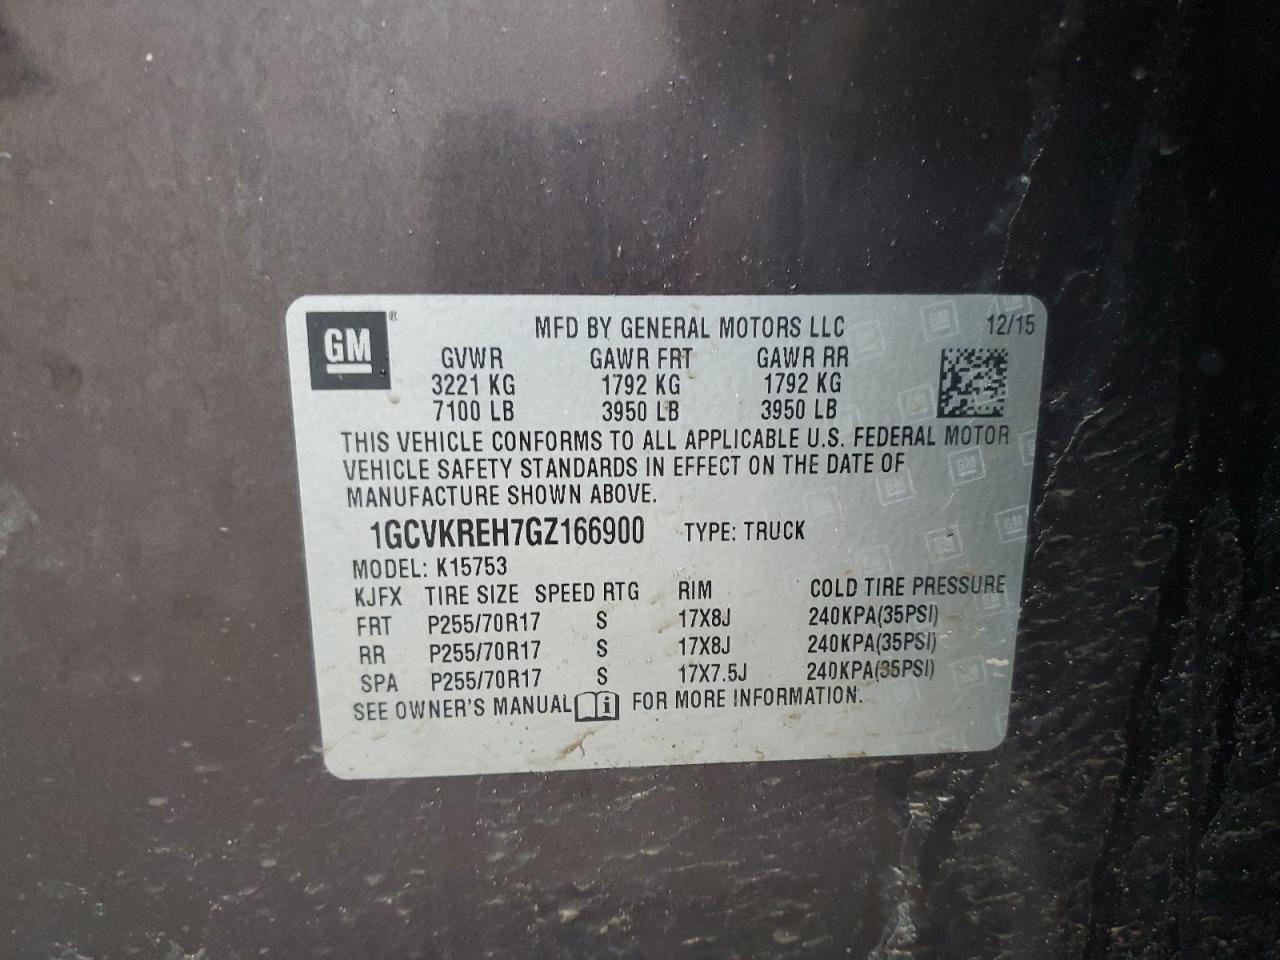 GM®
MFD BY GENERAL MOTORS LLC 12/15
GVWR GAWR FRT GAWR RR
3221 KG 1792 KG 1792 KG
7100 LB 3950 LB 3950 LB
THIS VEHICLE CONFORMS TO ALL APPLICABLE U.S. FEDERAL MOTOR
VEHICLE SAFETY STANDARDS IN EFFECT ON THE DATE OF
MANUFACTURE SHOWN ABOVE.
1GCVKREH7GZ166900 TYPE: TRUCK
MODEL: K15753
KJFX TIRE SIZE SPEED RTG RIM COLD TIRE PRESSURE
FRT P255/70R17 S 17X8J 240KPA(35PSI)
RR P255/70R17 S 17X8J 240KPA(35PSI)
SPA P255/70R17 S 17X7.5J 240KPA(35PSI)
SEE OWNER'S MANUAL i FOR MORE INFORMATION.